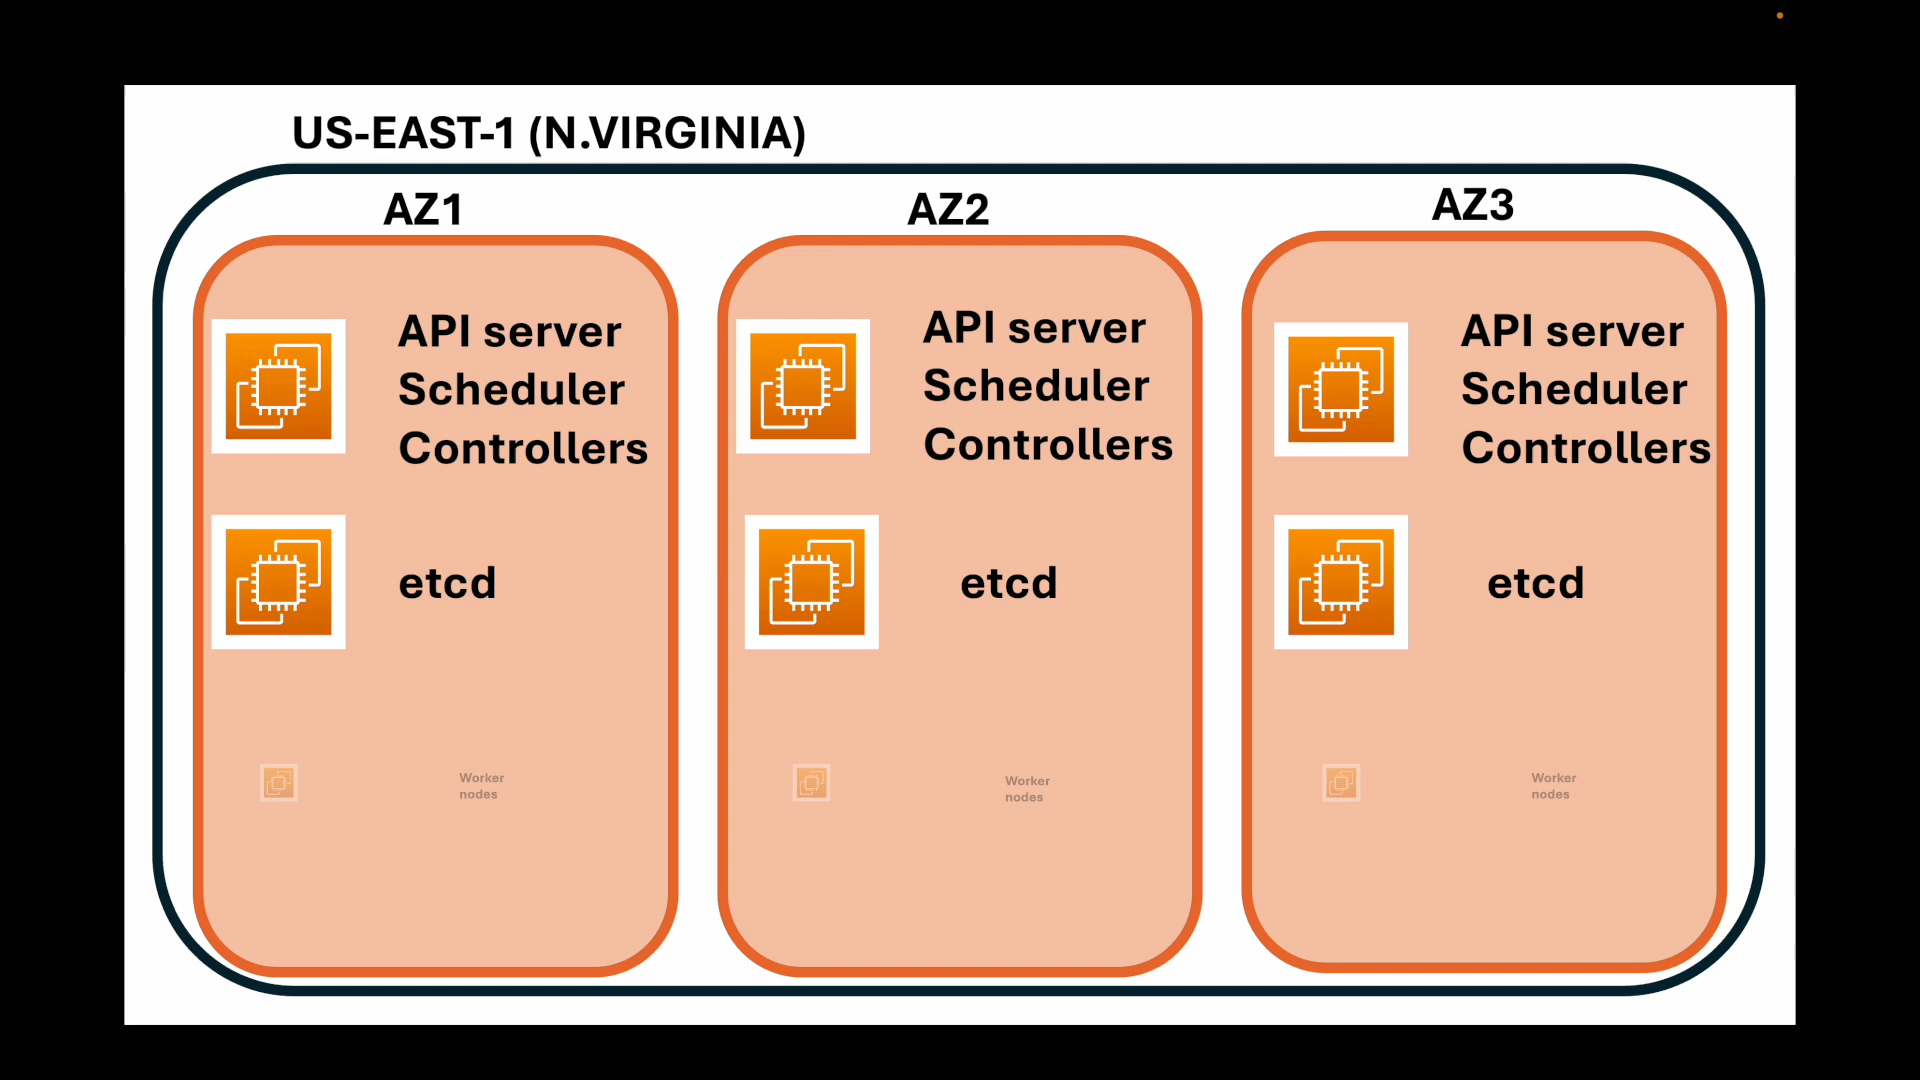 US-EAST-1 (N.VIRGINIA)
AZ1
API server
Scheduler
Controllers
etcd
Worker
nodes
AZ2
API server
Scheduler
Controllers
etcd
Worker
nodes
AZ3
API server
Scheduler
Controllers
etcd
Worker
nodes